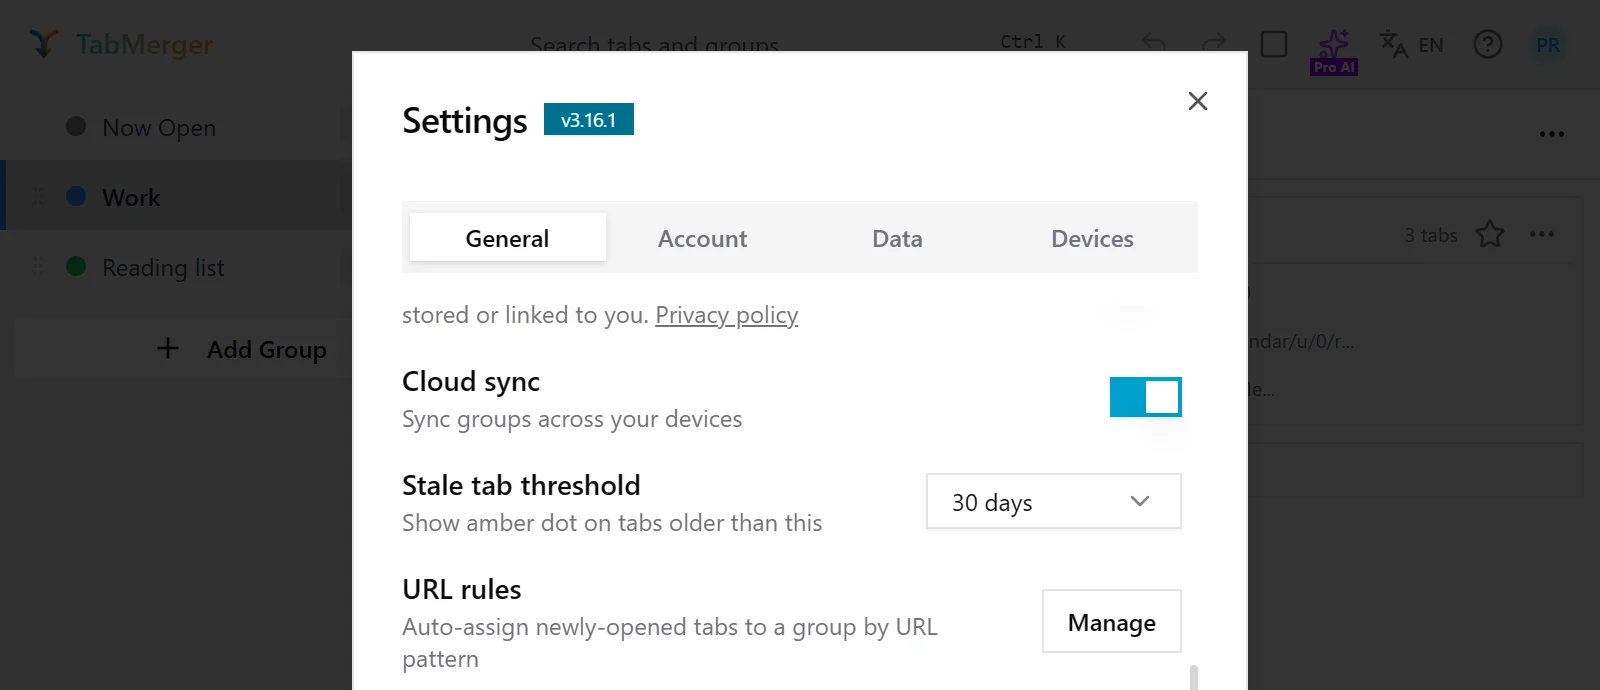 TabMerger
Search tabs and groups
Ctrl K
Pro AI
EN
PR
Now Open
Work
Reading list
Add Group
Settings
v3.16.1
General
Account
Data
Devices
stored or linked to you. Privacy policy
Cloud sync
Sync groups across your devices
Stale tab threshold
Show amber dot on tabs older than this
30 days
URL rules
Auto-assign newly-opened tabs to a group by URL
pattern
Manage
3 tabs
ndar/u/0/r...
le...